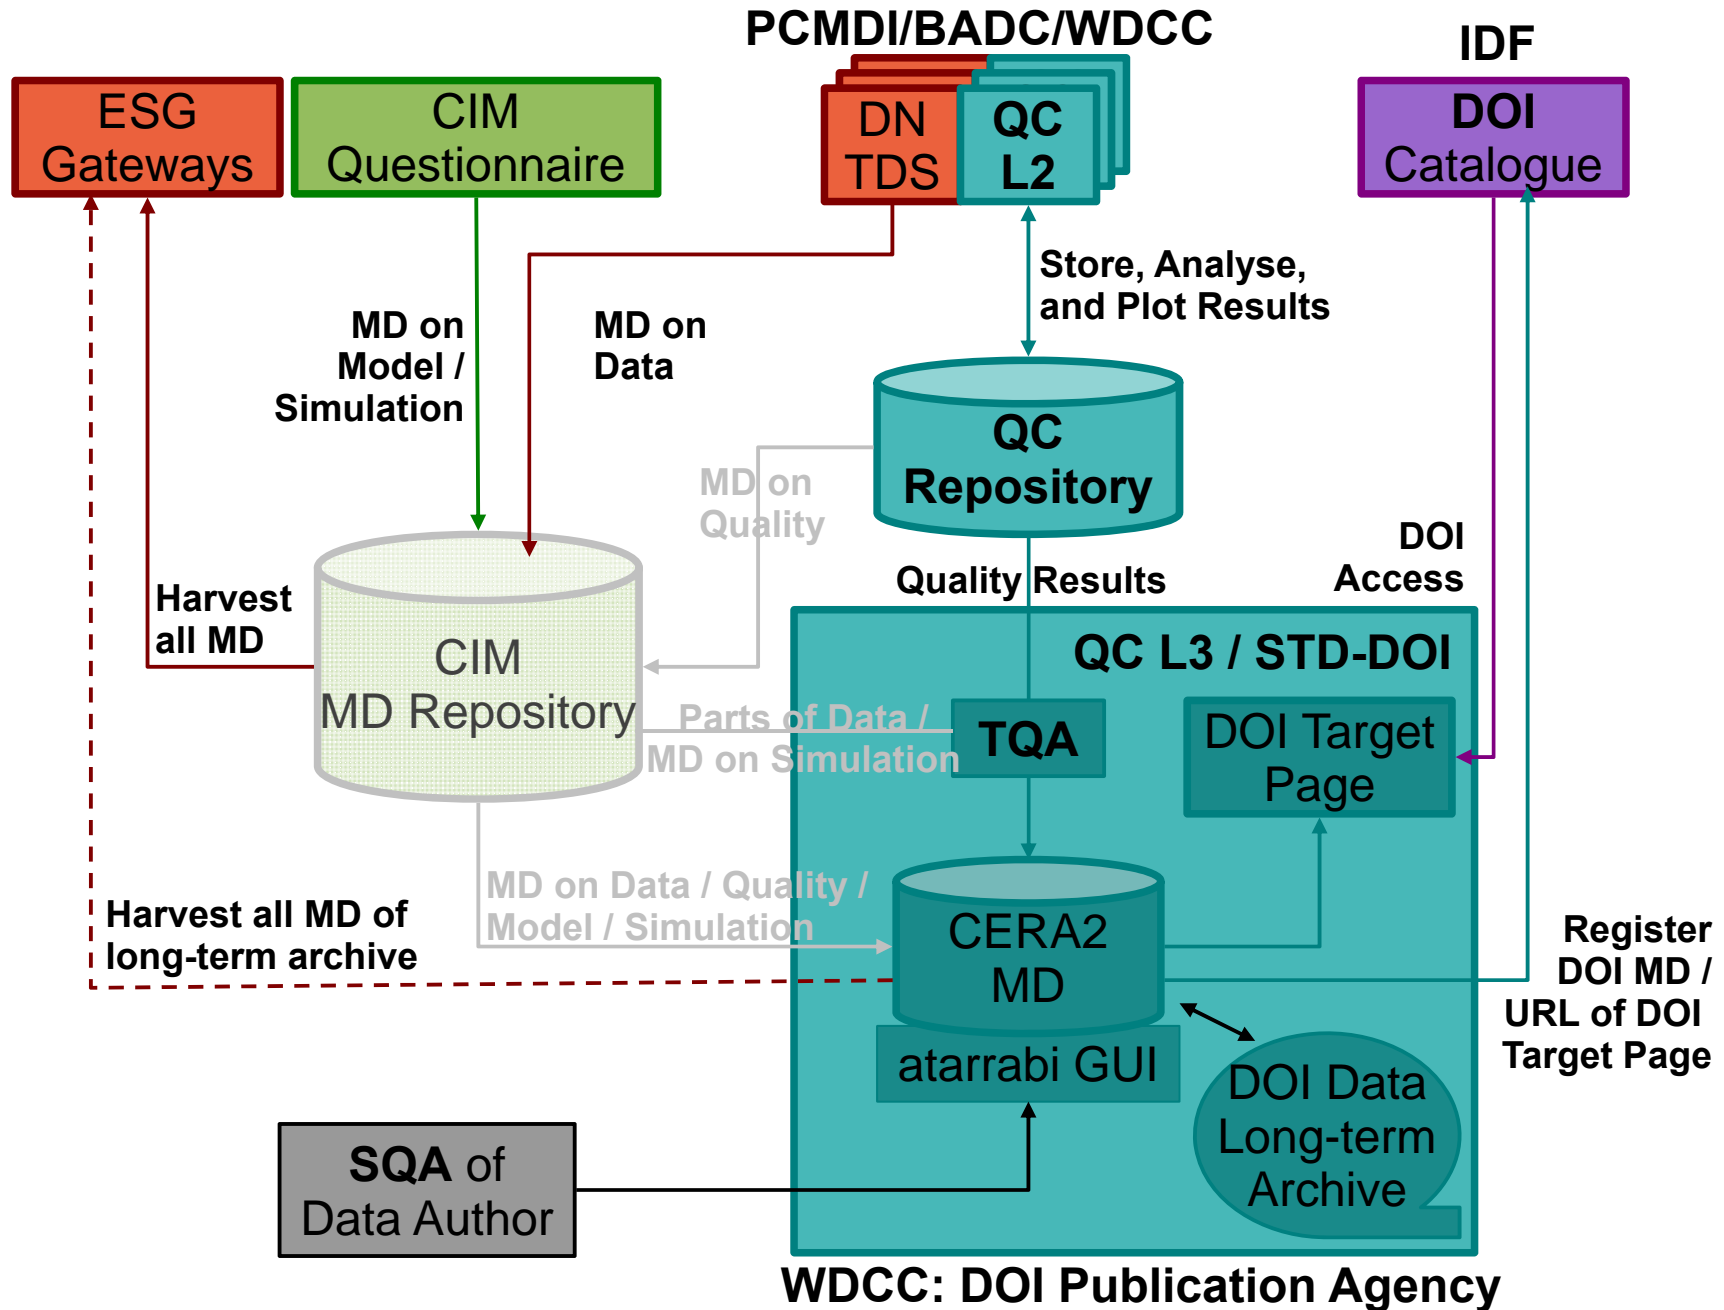 PCMDI/BADC/WDCC
IDF
ESG
Gateways
CIM
Questionnaire
DN
TDS
QC
L2
DOI
Catalogue
Store, Analyse,
and Plot Results
MD on
Model /
Simulation
MD on
Data
QC
Repository
MD on
Quality
DOI
Access
Quality Results
Harvest
all MD
CIM
MD Repository
QC L3 / STD-DOI
Parts of Data /
MD on Simulation
TQA
DOI Target
Page
MD on Data / Quality /
Model / Simulation
Harvest all MD of
long-term archive
CERA2
MD
Register
DOI MD /
URL of DOI
Target Page
atarrabi GUI
DOI Data
Long-term
Archive
SQA of
Data Author
WDCC: DOI Publication Agency